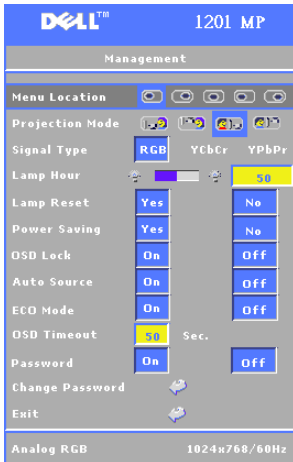 DELL™ 1201 MP
Management
Menu Location
Projection Mode
Signal Type RGB YCbCr YPbPr
Lamp Hour 50
Lamp Reset Yes No
Power Saving Yes No
OSD Lock On Off
Auto Source On Off
ECO Mode On Off
OSD Timeout 50 Sec.
Password On Off
Change Password
Exit
Analog RGB 1024x768/60Hz